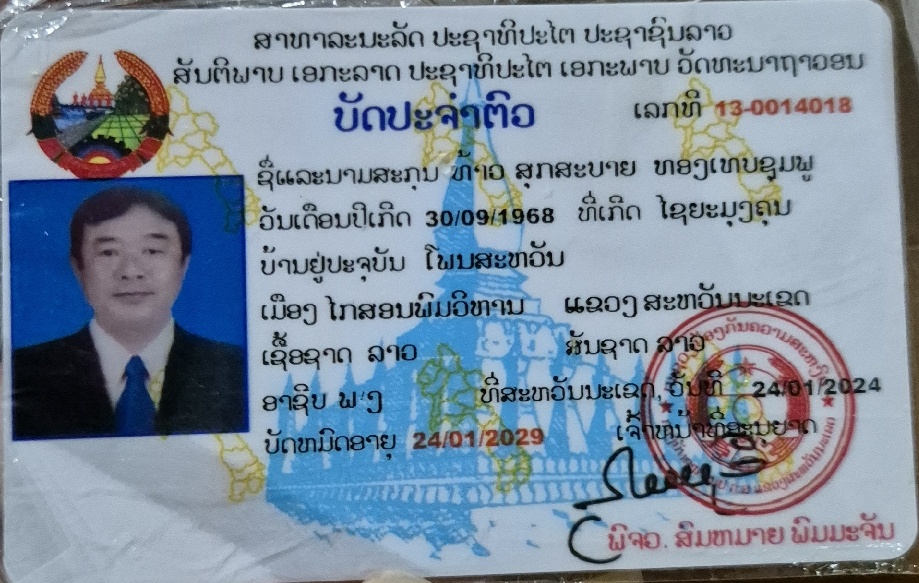 ສາທາລະນະລັດ ປະຊາທິປະໄຕ ປະຊາຊົນລາວ
ສັນຕິພາບ ເອກະລາດ ປະຊາທິປະໄຕ ເອກະພາບ ວັດທະນາຖາວອນ
ບັດປະຈຳຕົວ ເລກທີ 13-0014018
ຊື່ແລະນາມສະກຸນ ທ້າວ ສຸກສະບາຍ ທອງເທບຊຸມພູ
ວັນເດືອນປີເກີດ 30/09/1968 ທີ່ເກີດ ໄຊຍະມຸງຄຸນ
ບ້ານຢູ່ປະຈຸບັນ ໂພນສະຫວັນ
ເມືອງ ໄກສອນພົມວິຫານ ແຂວງ ສະຫວັນນະເຂດ
ເຊື້ອຊາດ ລາວ ສັນຊາດ ລາວ
ອາຊີບ ພ/ງ ທີ່ສະຫວັນນະເຂດ, ວັນທີ 24/01/2024
ບັດຫມົດອາຍຸ 24/01/2029 ເຈົ້າຫນ້າທີ່ອະນຸຍາດ
ພິຈວ. ສົມຫມາຍ ພິມມະຈັນ